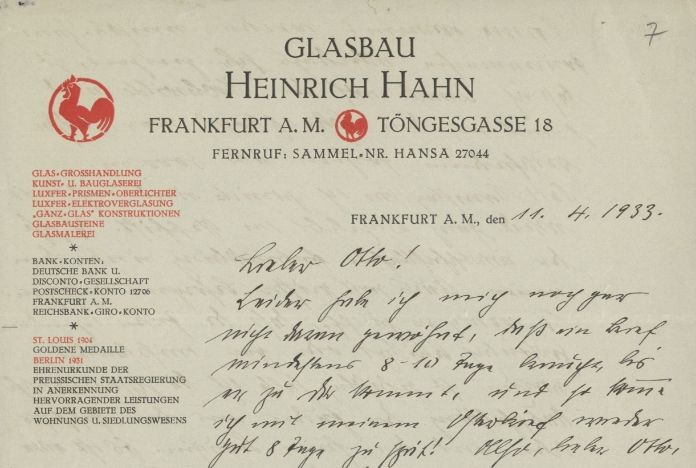 7
GLASBAU
HEINRICH HAHN
FRANKFURT A. M. TÖNGESGASSE 18
FERNRUF: SAMMEL-NR. HANSA 27044
GLAS-GROSSHANDLUNG
KUNST- U. BAUGLASEREI
LUXFER-PRISMEN-OBERLICHTER
LUXFER-ELEKTROVERGLASUNG
„GANZ-GLAS" KONSTRUKTIONEN
GLASBAUSTEINE
GLASMALEREI
*
BANK-KONTEN:
DEUTSCHE BANK U.
DISCONTO-GESELLSCHAFT
POSTSCHECK-KONTO 12706
FRANKFURT A. M.
REICHSBANK-GIRO-KONTO
*
ST. LOUIS 1904
GOLDENE MEDAILLE
BERLIN 1931
EHRENURKUNDE DER
PREUSSISCHEN STAATSREGIERUNG
IN ANERKENNUNG
HERVORRAGENDER LEISTUNGEN
AUF DEM GEBIETE DES
WOHNUNGS U. SIEDLUNGSWESENS
FRANKFURT A. M., den 11. 4. 1933.
Lieber Otto!
Leider habe ich mich noch gar
nicht daran gewöhnt, daß ein Brief
mindestens 8-10 Tage braucht, bis
er zu Dir kommt, und so komme
ich mit meinem Osterbrief wieder
gut 8 Tage zu spät! Also, lieber Otto,